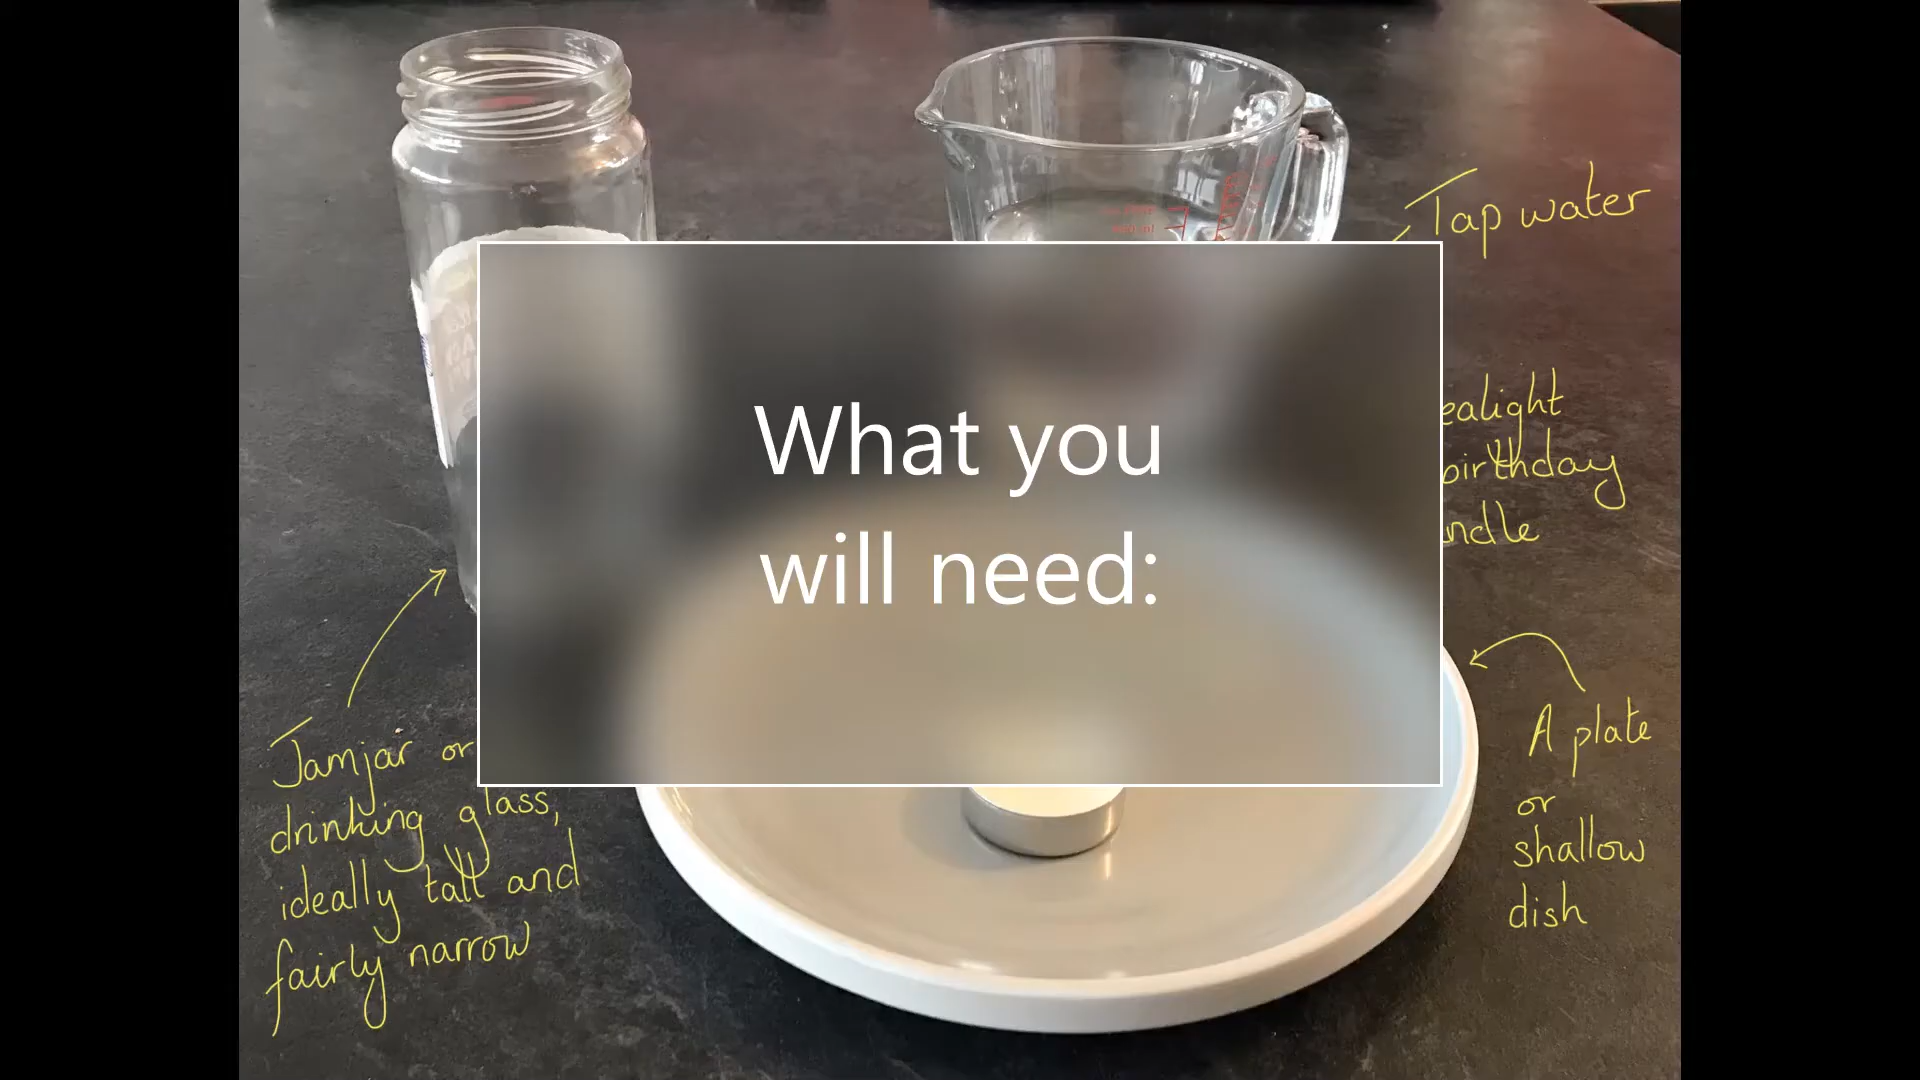 Tap water
What you
will need:
ealight
birthday
ndle
Jamjar or
drinking glass,
ideally tall and
fairly narrow
A plate
or
shallow
dish